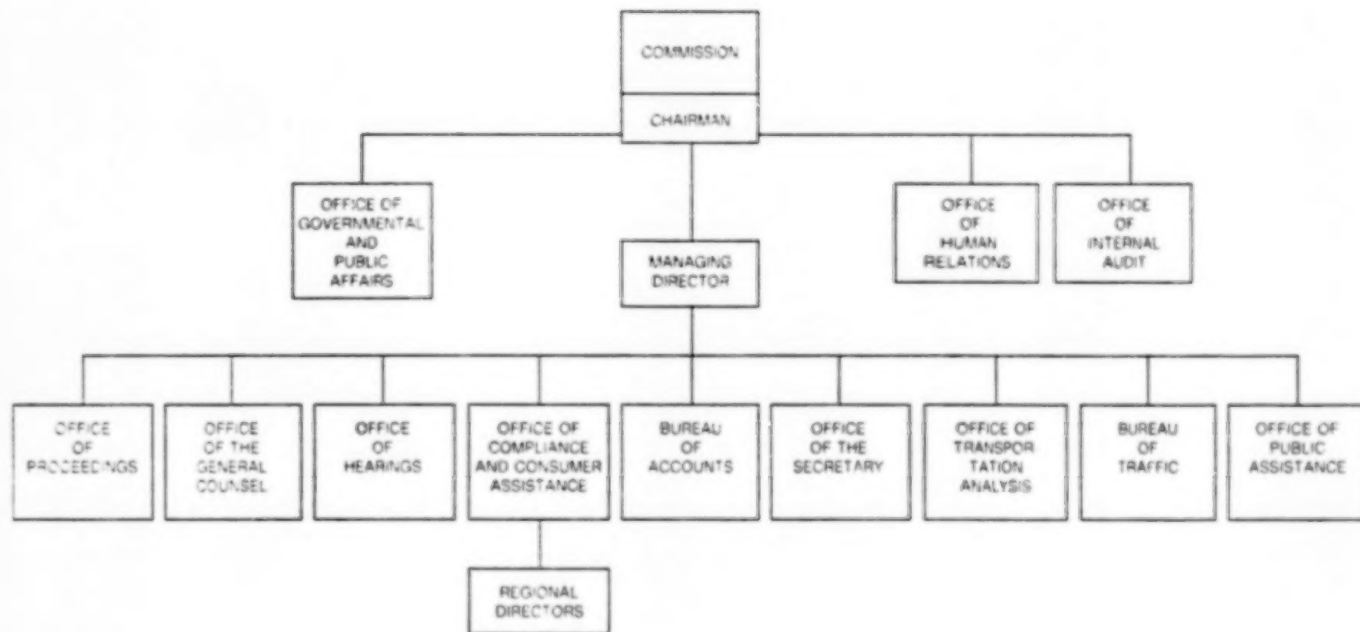 COMMISSION
CHAIRMAN
OFFICE OF
GOVERNMENTAL
AND
PUBLIC
AFFAIRS
OFFICE
OF
HUMAN
RELATIONS
OFFICE
OF
INTERNAL
AUDIT
MANAGING
DIRECTOR
OFFICE
OF
PROCEEDINGS
OFFICE
OF THE
GENERAL
COUNSEL
OFFICE
OF
HEARINGS
OFFICE OF
COMPLIANCE
AND CONSUMER
ASSISTANCE
BUREAU
OF
ACCOUNTS
OFFICE
OF THE
SECRETARY
OFFICE OF
TRANSPOR
TATION
ANALYSIS
BUREAU
OF
TRAFFIC
OFFICE OF
PUBLIC
ASSISTANCE
REGIONAL
DIRECTORS